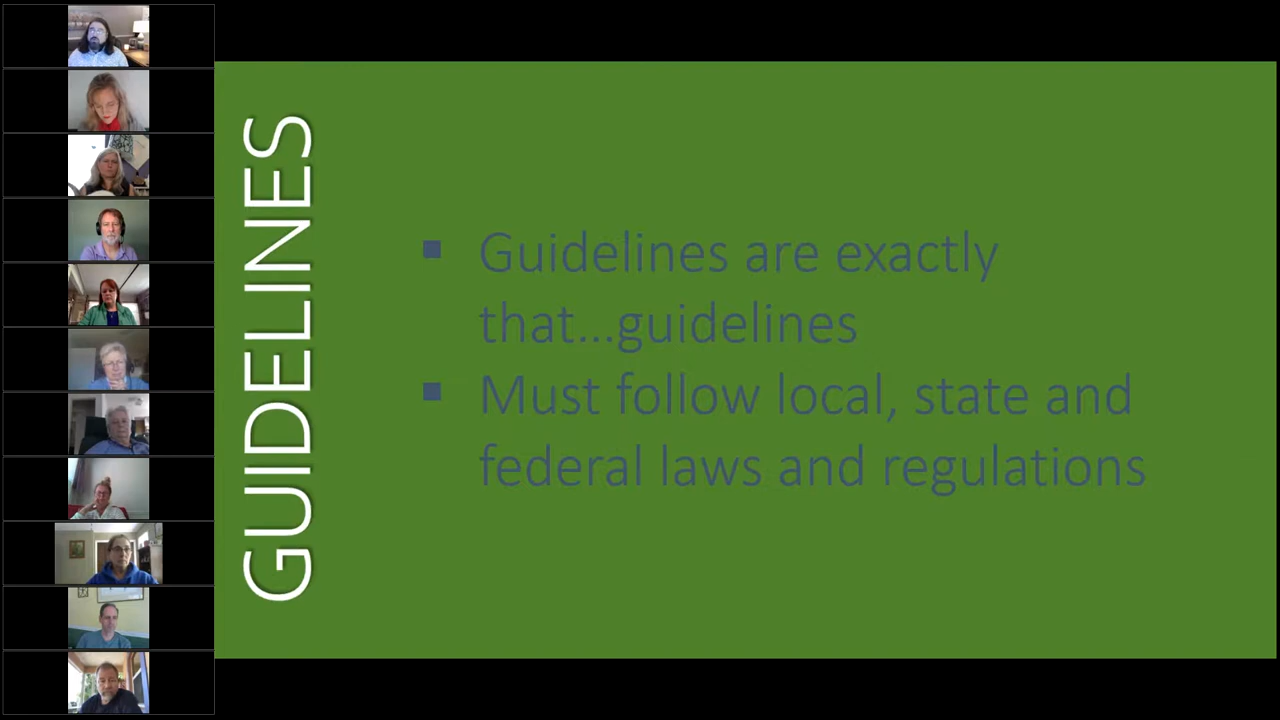 GUIDELINES
▪ Guidelines are exactly
that...guidelines
▪ Must follow local, state and
federal laws and regulations